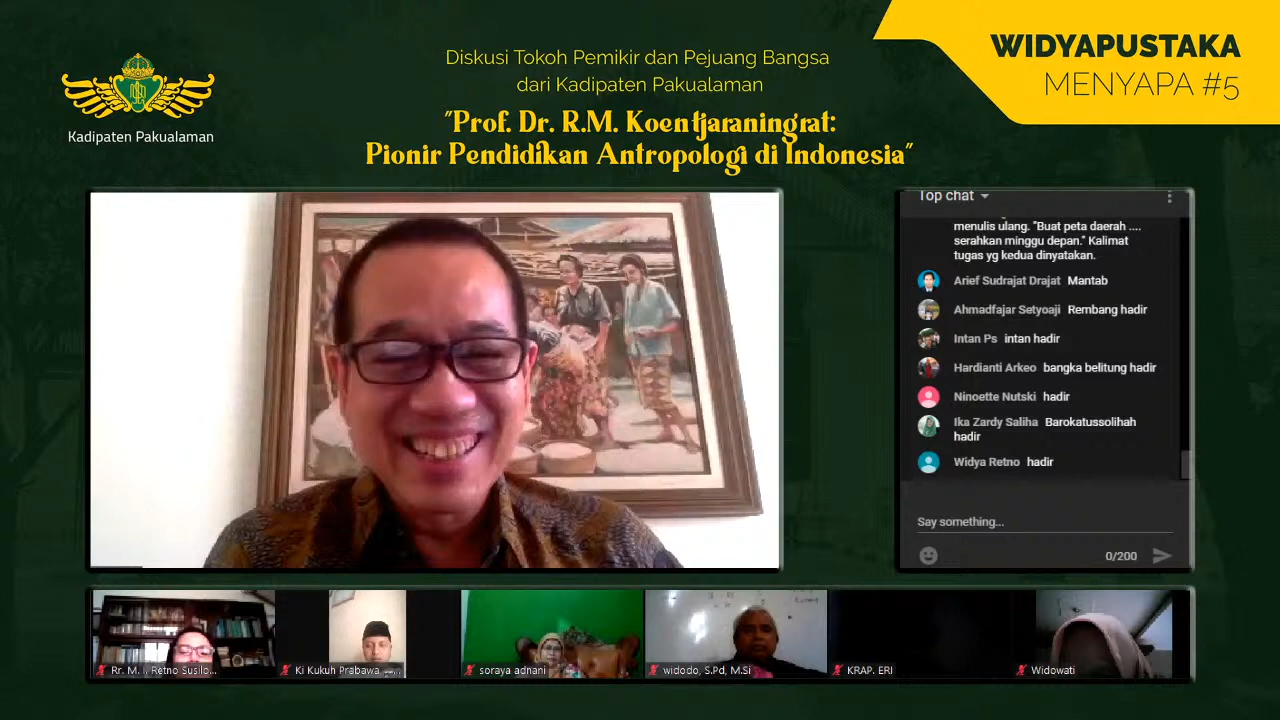 WIDYAPUSTAKA
MENYAPA #5
Diskusi Tokoh Pemikir dan Pejuang Bangsa
dari Kadipaten Pakualaman
"Prof. Dr. R.M. Koentjaraningrat:
Pionir Pendidikan Antropologi di Indonesia"
Kadipaten Pakualaman
Top chat
menulis ulang. "Buat peta daerah ....
serahkan minggu depan." Kalimat
tugas yg kedua dinyatakan.
Arief Sudrajat Drajat Mantab
Ahmadfajar Setyoaji Rembang hadir
Intan Ps intan hadir
Hardianti Arkeo bangka belitung hadir
Ninoette Nutski hadir
Ika Zardy Saliha Barokatussolihah
hadir
Widya Retno hadir
Say something...
0/200
Rr. M. I. Retno Susilo...
Ki Kukuh Prabawa
soraya adnani
widodo, S.Pd, M.Si
KRAP. ERI
Widowati